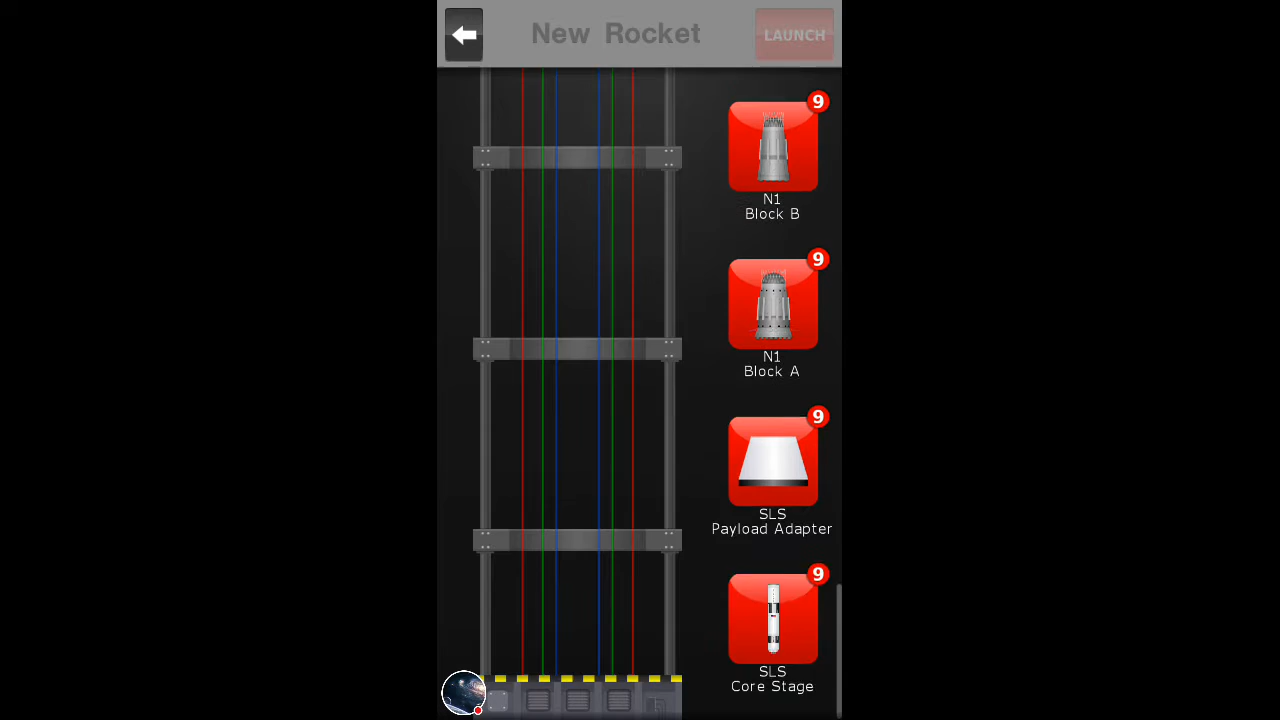 New Rocket
LAUNCH
9
N1
Block B
9
N1
Block A
9
SLS
Payload Adapter
9
SLS
Core Stage